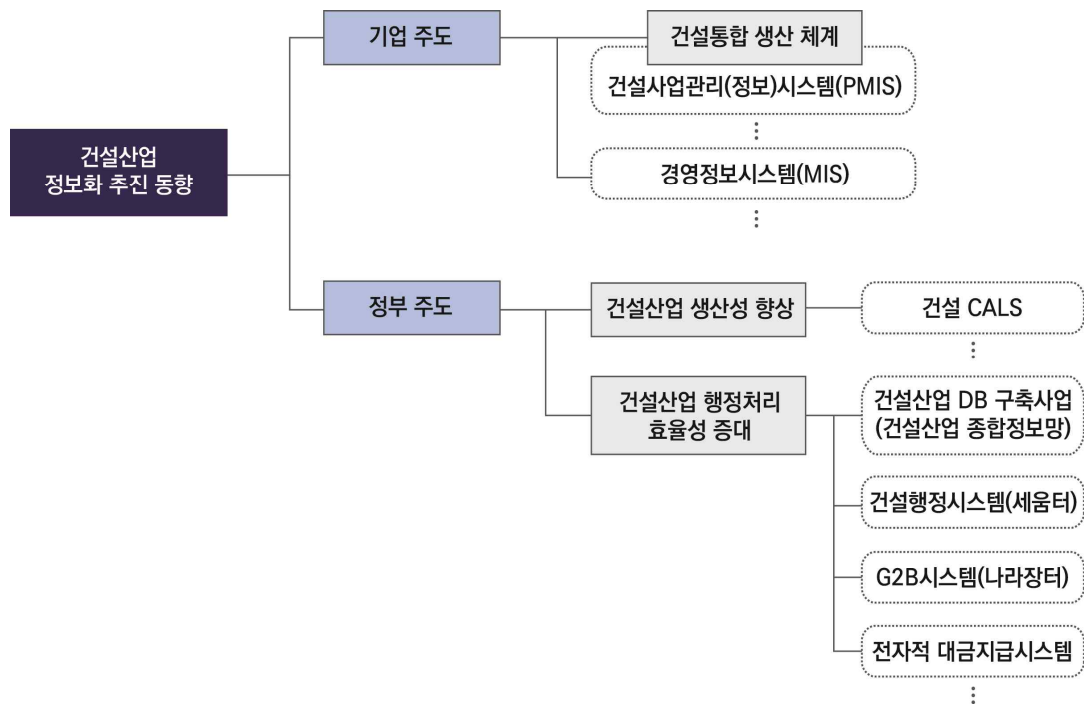 건설산업
정보화 추진 동향
기업 주도
건설통합 생산 체계
건설사업관리(정보)시스템(PMIS)
경영정보시스템(MIS)
정부 주도
건설산업 생산성 향상
건설 CALS
건설산업 행정처리
효율성 증대
건설산업 DB 구축사업
(건설산업 종합정보망)
건설행정시스템(세움터)
G2B시스템(나라장터)
전자적 대금지급시스템